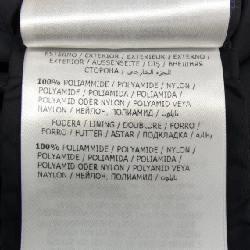 ESTERNO / EXTERIOR / EXTERIEUR / EXTERNO /
EXTERIOR / AUSSENSEITE / DIŞ / ВНЕШНЯЯ
СТОРОНА / الجزء الخارجي
100% POLIAMMIDE / POLYAMIDE / NYLON /
POLYAMIDE / POLIAMIDA / POLIAMIDA /
POLYAMID ODER NYLON / POLYAMID VEYA
NAYLON / НЕЙЛОН, ПОЛИАМИД / نايلون
FODERA / LINING / DOUBLURE / FORRO /
FORRO / FUTTER / ASTAR / ПОДКЛАДКА / بطانة
100% POLIAMMIDE / POLYAMIDE / NYLON /
POLYAMIDE / POLIAMIDA / POLIAMIDA /
POLYAMID ODER NYLON / POLYAMID VEYA
NAYLON / НЕЙЛОН, ПОЛИАМИД / نايلون